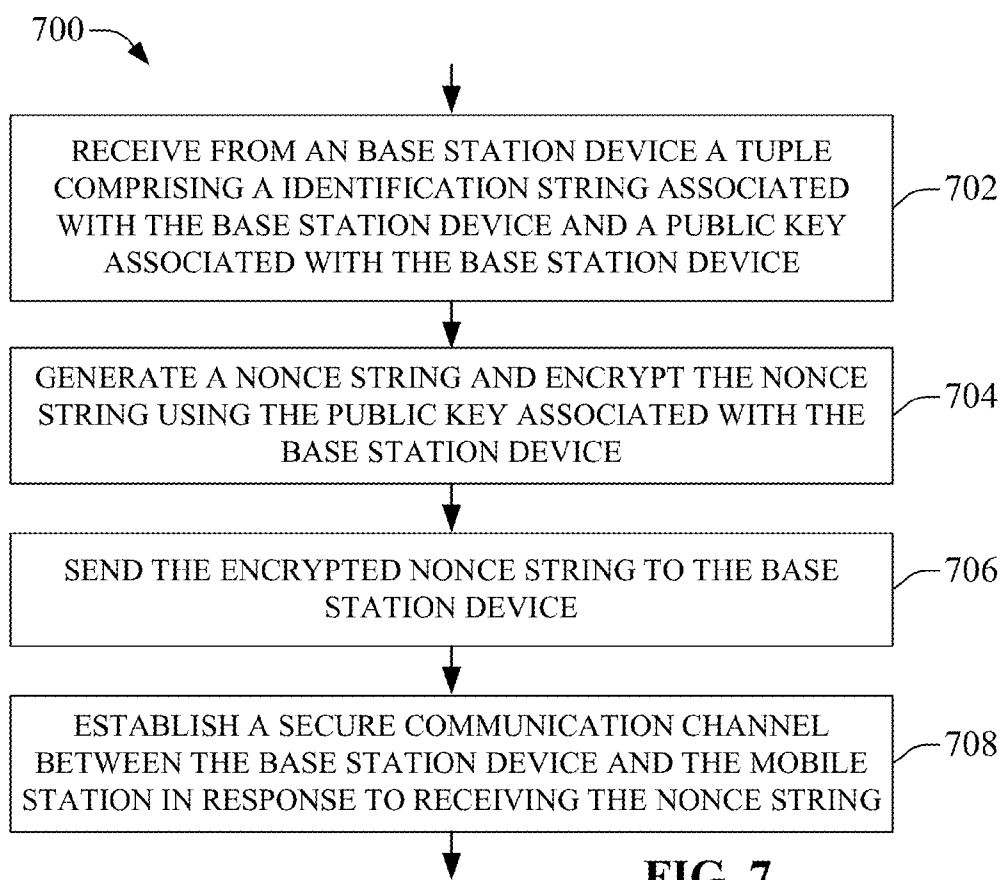 700
RECEIVE FROM AN BASE STATION DEVICE A TUPLE
COMPRISING A IDENTIFICATION STRING ASSOCIATED
WITH THE BASE STATION DEVICE AND A PUBLIC KEY
ASSOCIATED WITH THE BASE STATION DEVICE
702
GENERATE A NONCE STRING AND ENCRYPT THE NONCE
STRING USING THE PUBLIC KEY ASSOCIATED WITH THE
BASE STATION DEVICE
704
SEND THE ENCRYPTED NONCE STRING TO THE BASE
STATION DEVICE
706
ESTABLISH A SECURE COMMUNICATION CHANNEL
BETWEEN THE BASE STATION DEVICE AND THE MOBILE
STATION IN RESPONSE TO RECEIVING THE NONCE STRING
708
FIG. 7